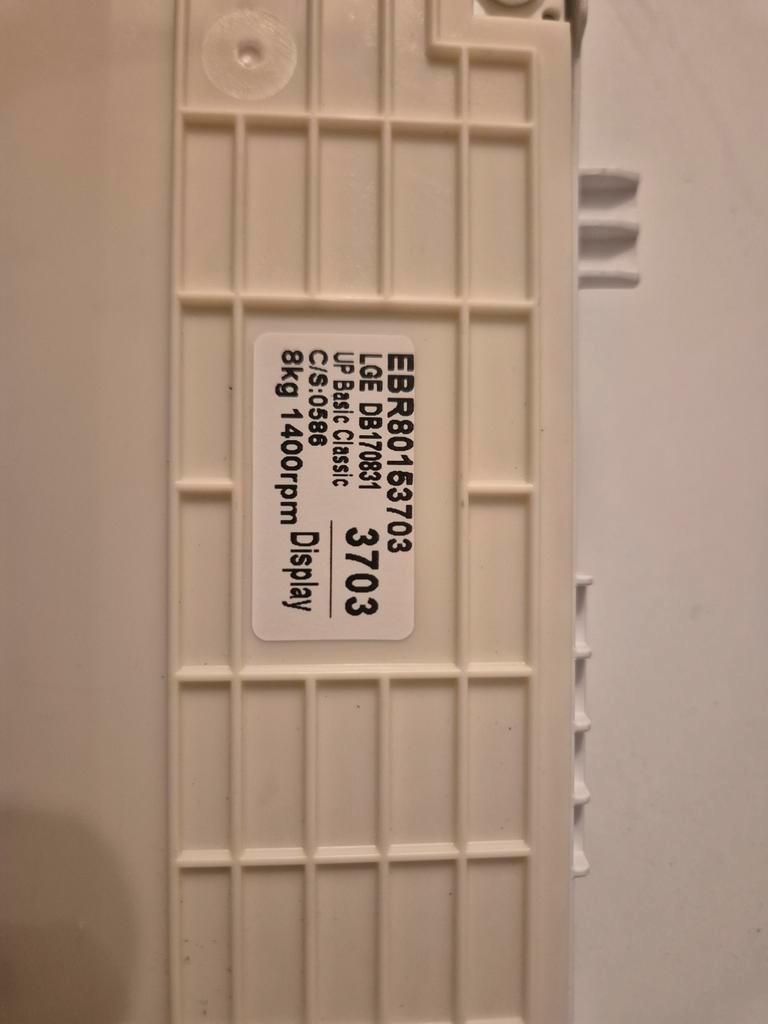 EBR80153703
LGE DB170831
UP Basic Classic
3703
C/S:0586
8kg 1400rpm
Display